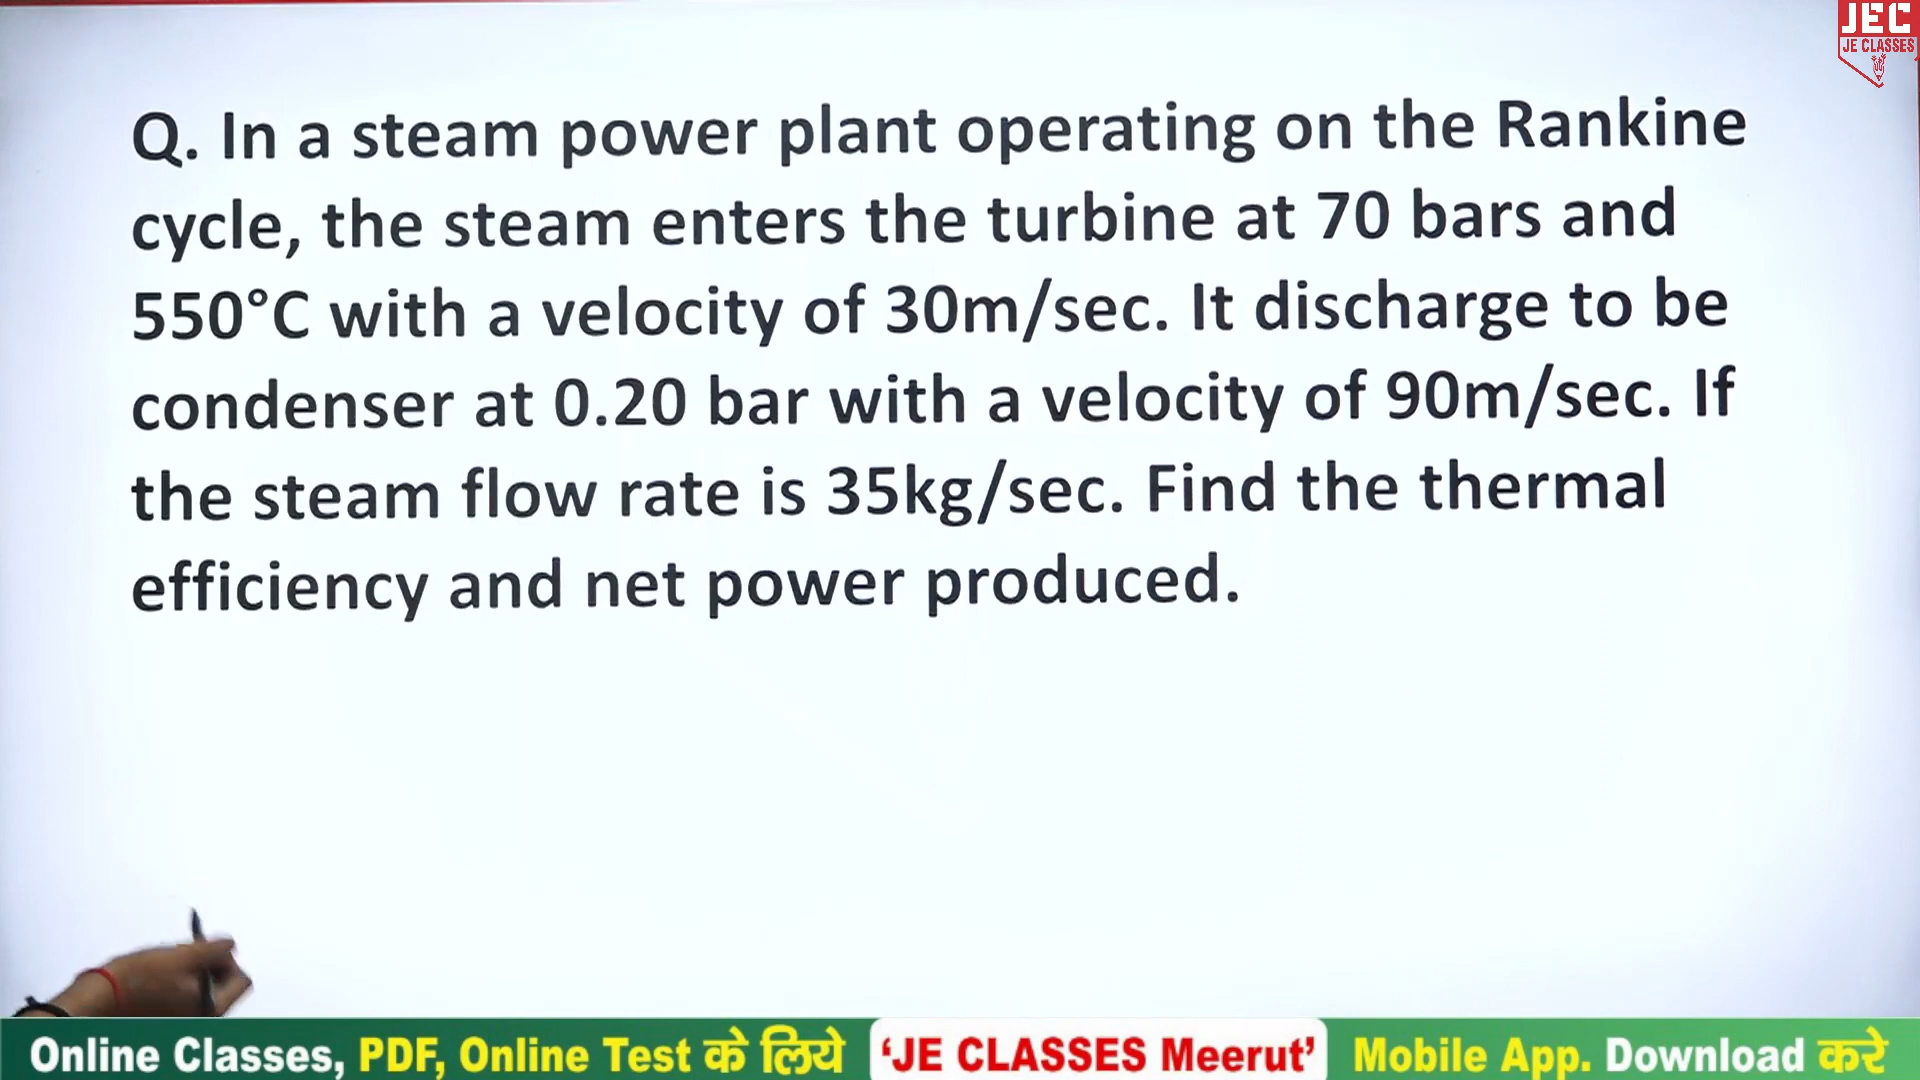 JEC
JE CLASSES
Q. In a steam power plant operating on the Rankine
cycle, the steam enters the turbine at 70 bars and
550°C with a velocity of 30m/sec. It discharge to be
condenser at 0.20 bar with a velocity of 90m/sec. If
the steam flow rate is 35kg/sec. Find the thermal
efficiency and net power produced.
Online Classes, PDF, Online Test के लिये ‘JE CLASSES Meerut’ Mobile App. Download करे